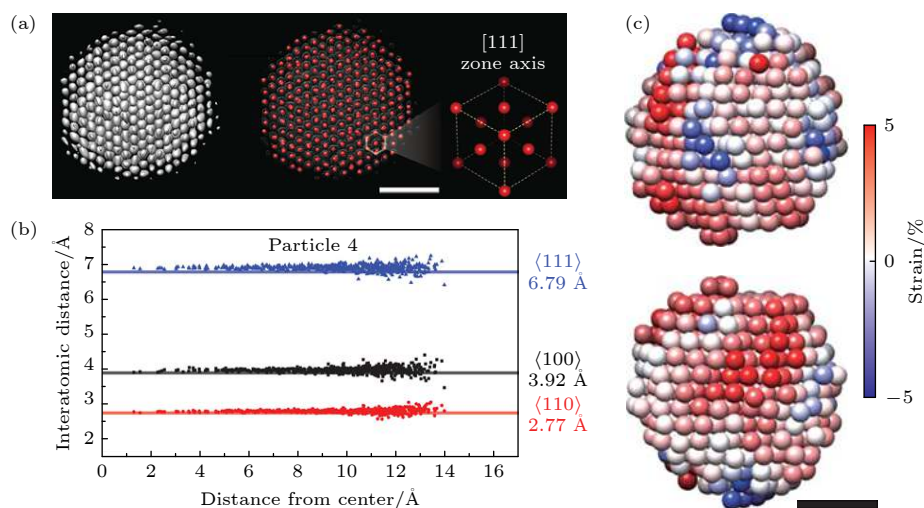 (a)
[111]
zone axis
(b)
Particle 4
Interatomic distance/Å
8
7
6
5
4
3
2
0
2
4
6
8
10
12
14
16
Distance from center/Å
⟨111⟩
6.79 Å
⟨100⟩
3.92 Å
⟨110⟩
2.77 Å
(c)
5
0
−5
Strain/%